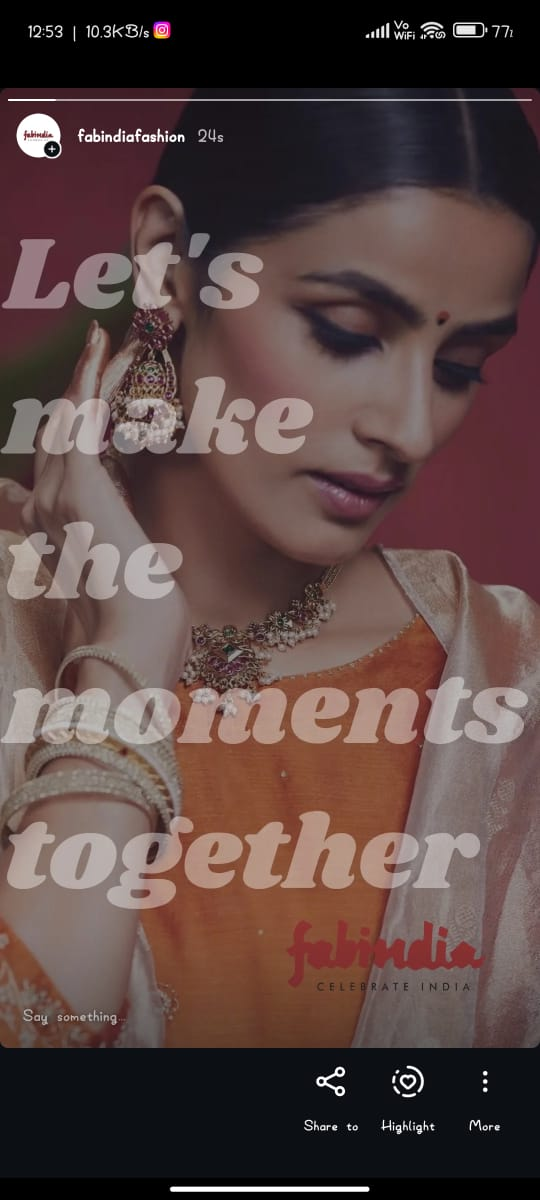 12:53 | 10.3KB/s
Vo
WiFi
77%
fabindia
fabindiafashion 24s
Let's
make
the
moments
together
fabindia
CELEBRATE INDIA
Say something...
Share to Highlight More